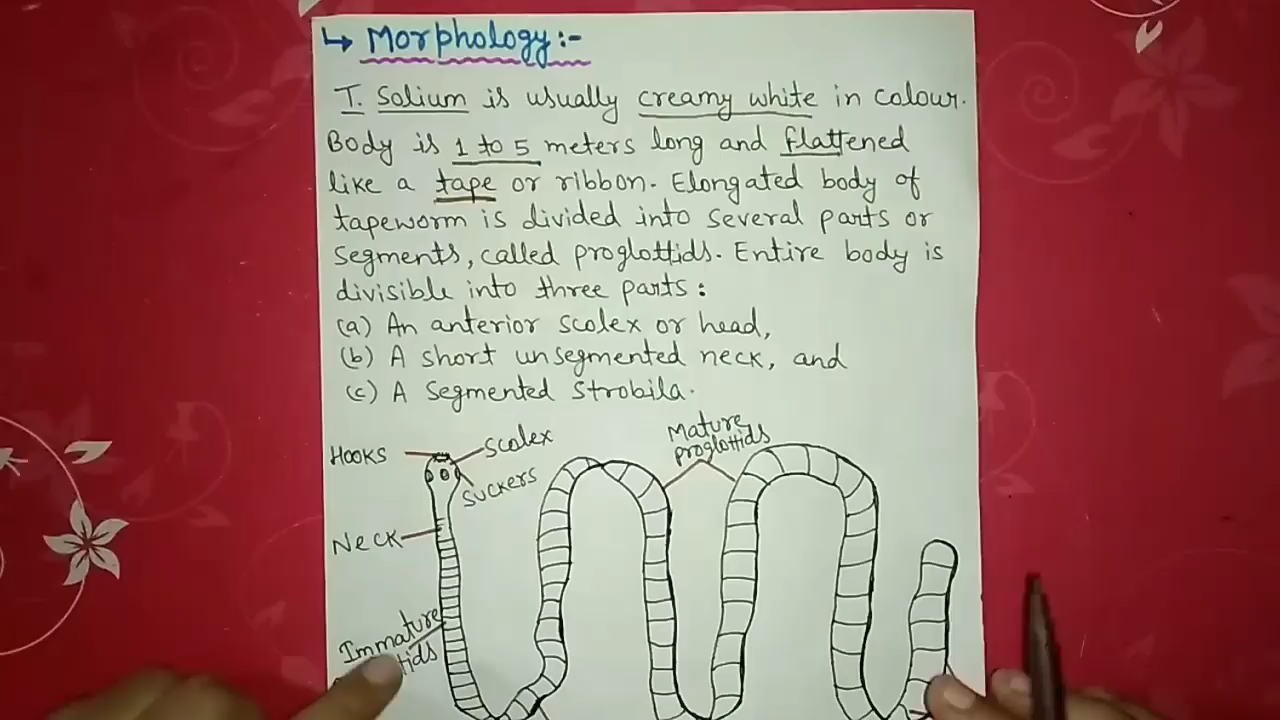 ↳ Morphology:-
T. Solium is usually creamy white in colour.
Body is 1 to 5 meters long and flattened
like a tape or ribbon. Elongated body of
tapeworm is divided into several parts or
segments, called proglottids. Entire body is
divisible into three parts:
(a) An anterior scolex or head,
(b) A short unsegmented neck, and
(c) A Segmented Strobila.
Hooks
Scolex
Suckers
Mature
proglottids
Neck
Immature